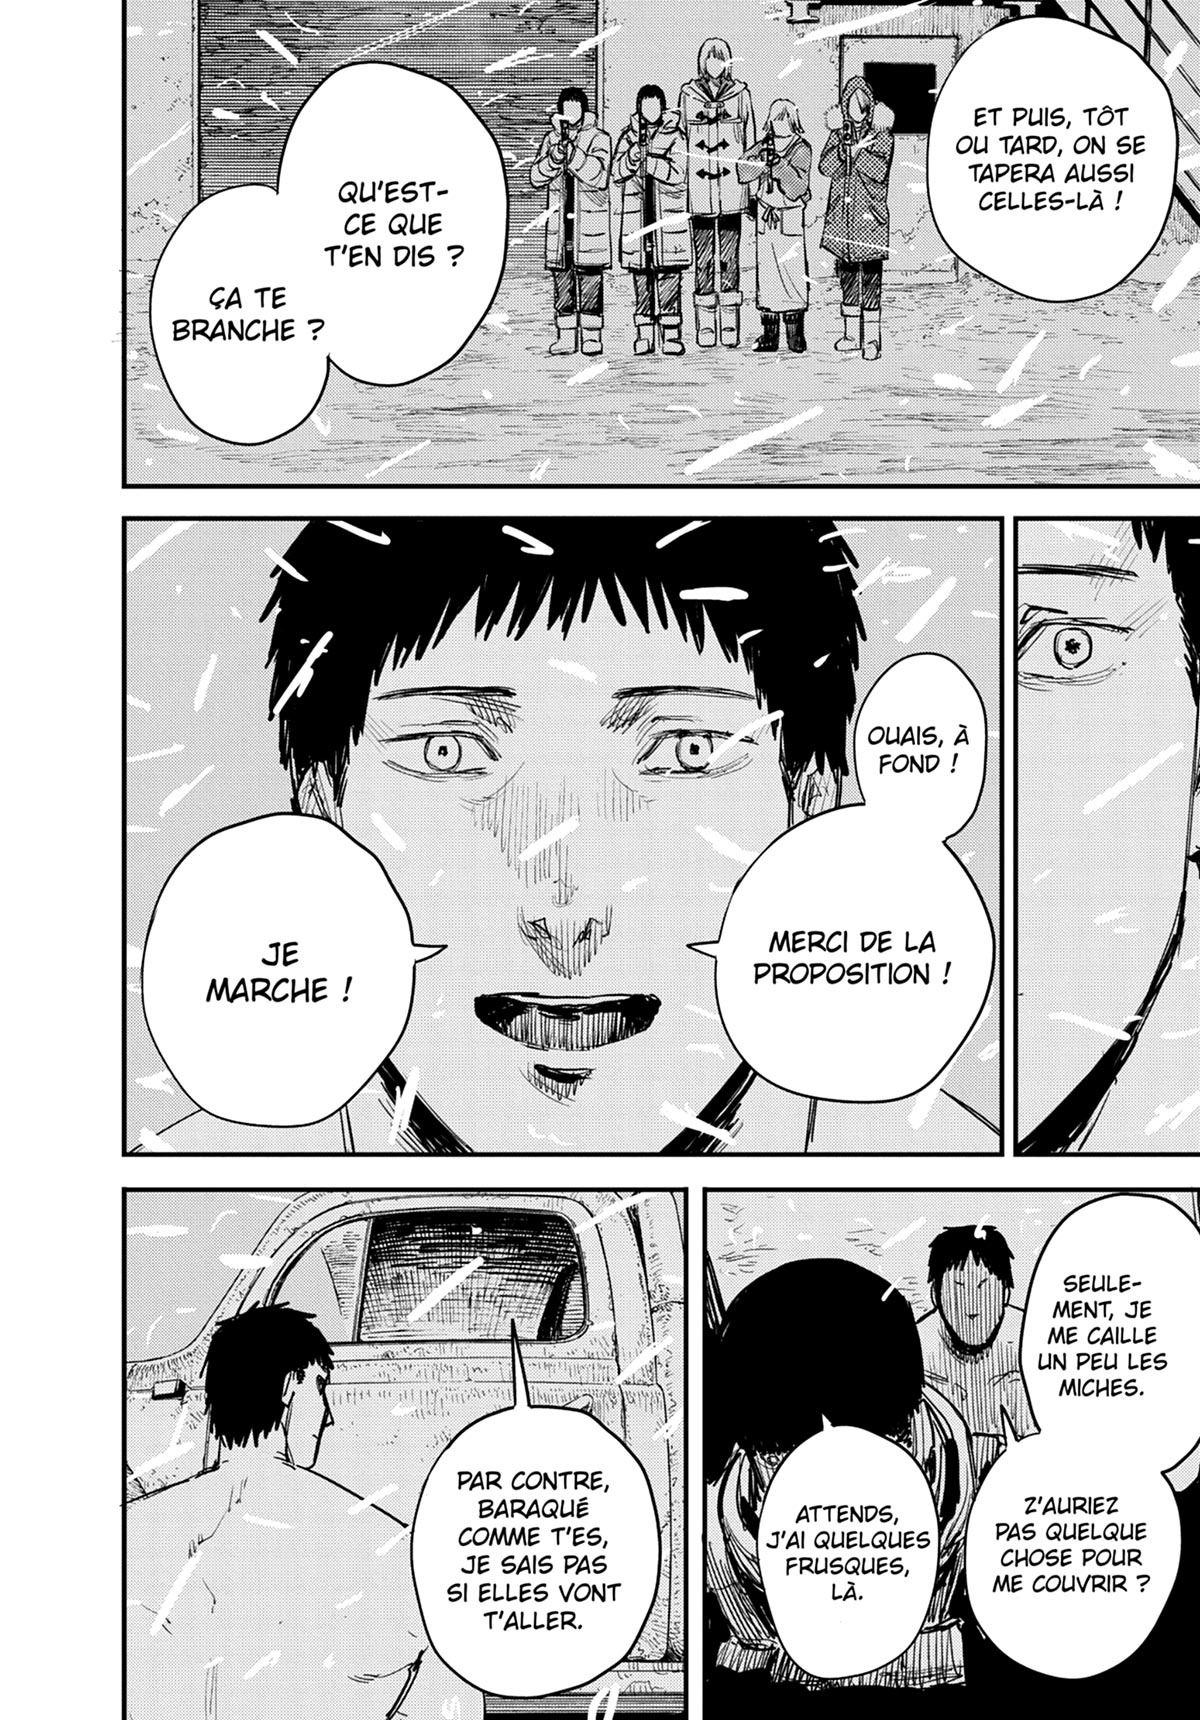 ET PUIS, TÔT
OU TARD, ON SE
TAPERA AUSSI
CELLES-LÀ !
QU'EST-
CE QUE
T'EN DIS ?
ÇA TE
BRANCHE ?
OUAIS, À
FOND !
MERCI DE LA
PROPOSITION !
JE
MARCHE !
SEULE-
MENT, JE
ME CAILLE
UN PEU LES
MICHES.
Z'AURIEZ
PAS QUELQUE
CHOSE POUR
ME COUVRIR ?
ATTENDS,
J'AI QUELQUES
FRUSQUES,
LÀ.
PAR CONTRE,
BARAQUÉ
COMME T'ES,
JE SAIS PAS
SI ELLES VONT
T'ALLER.